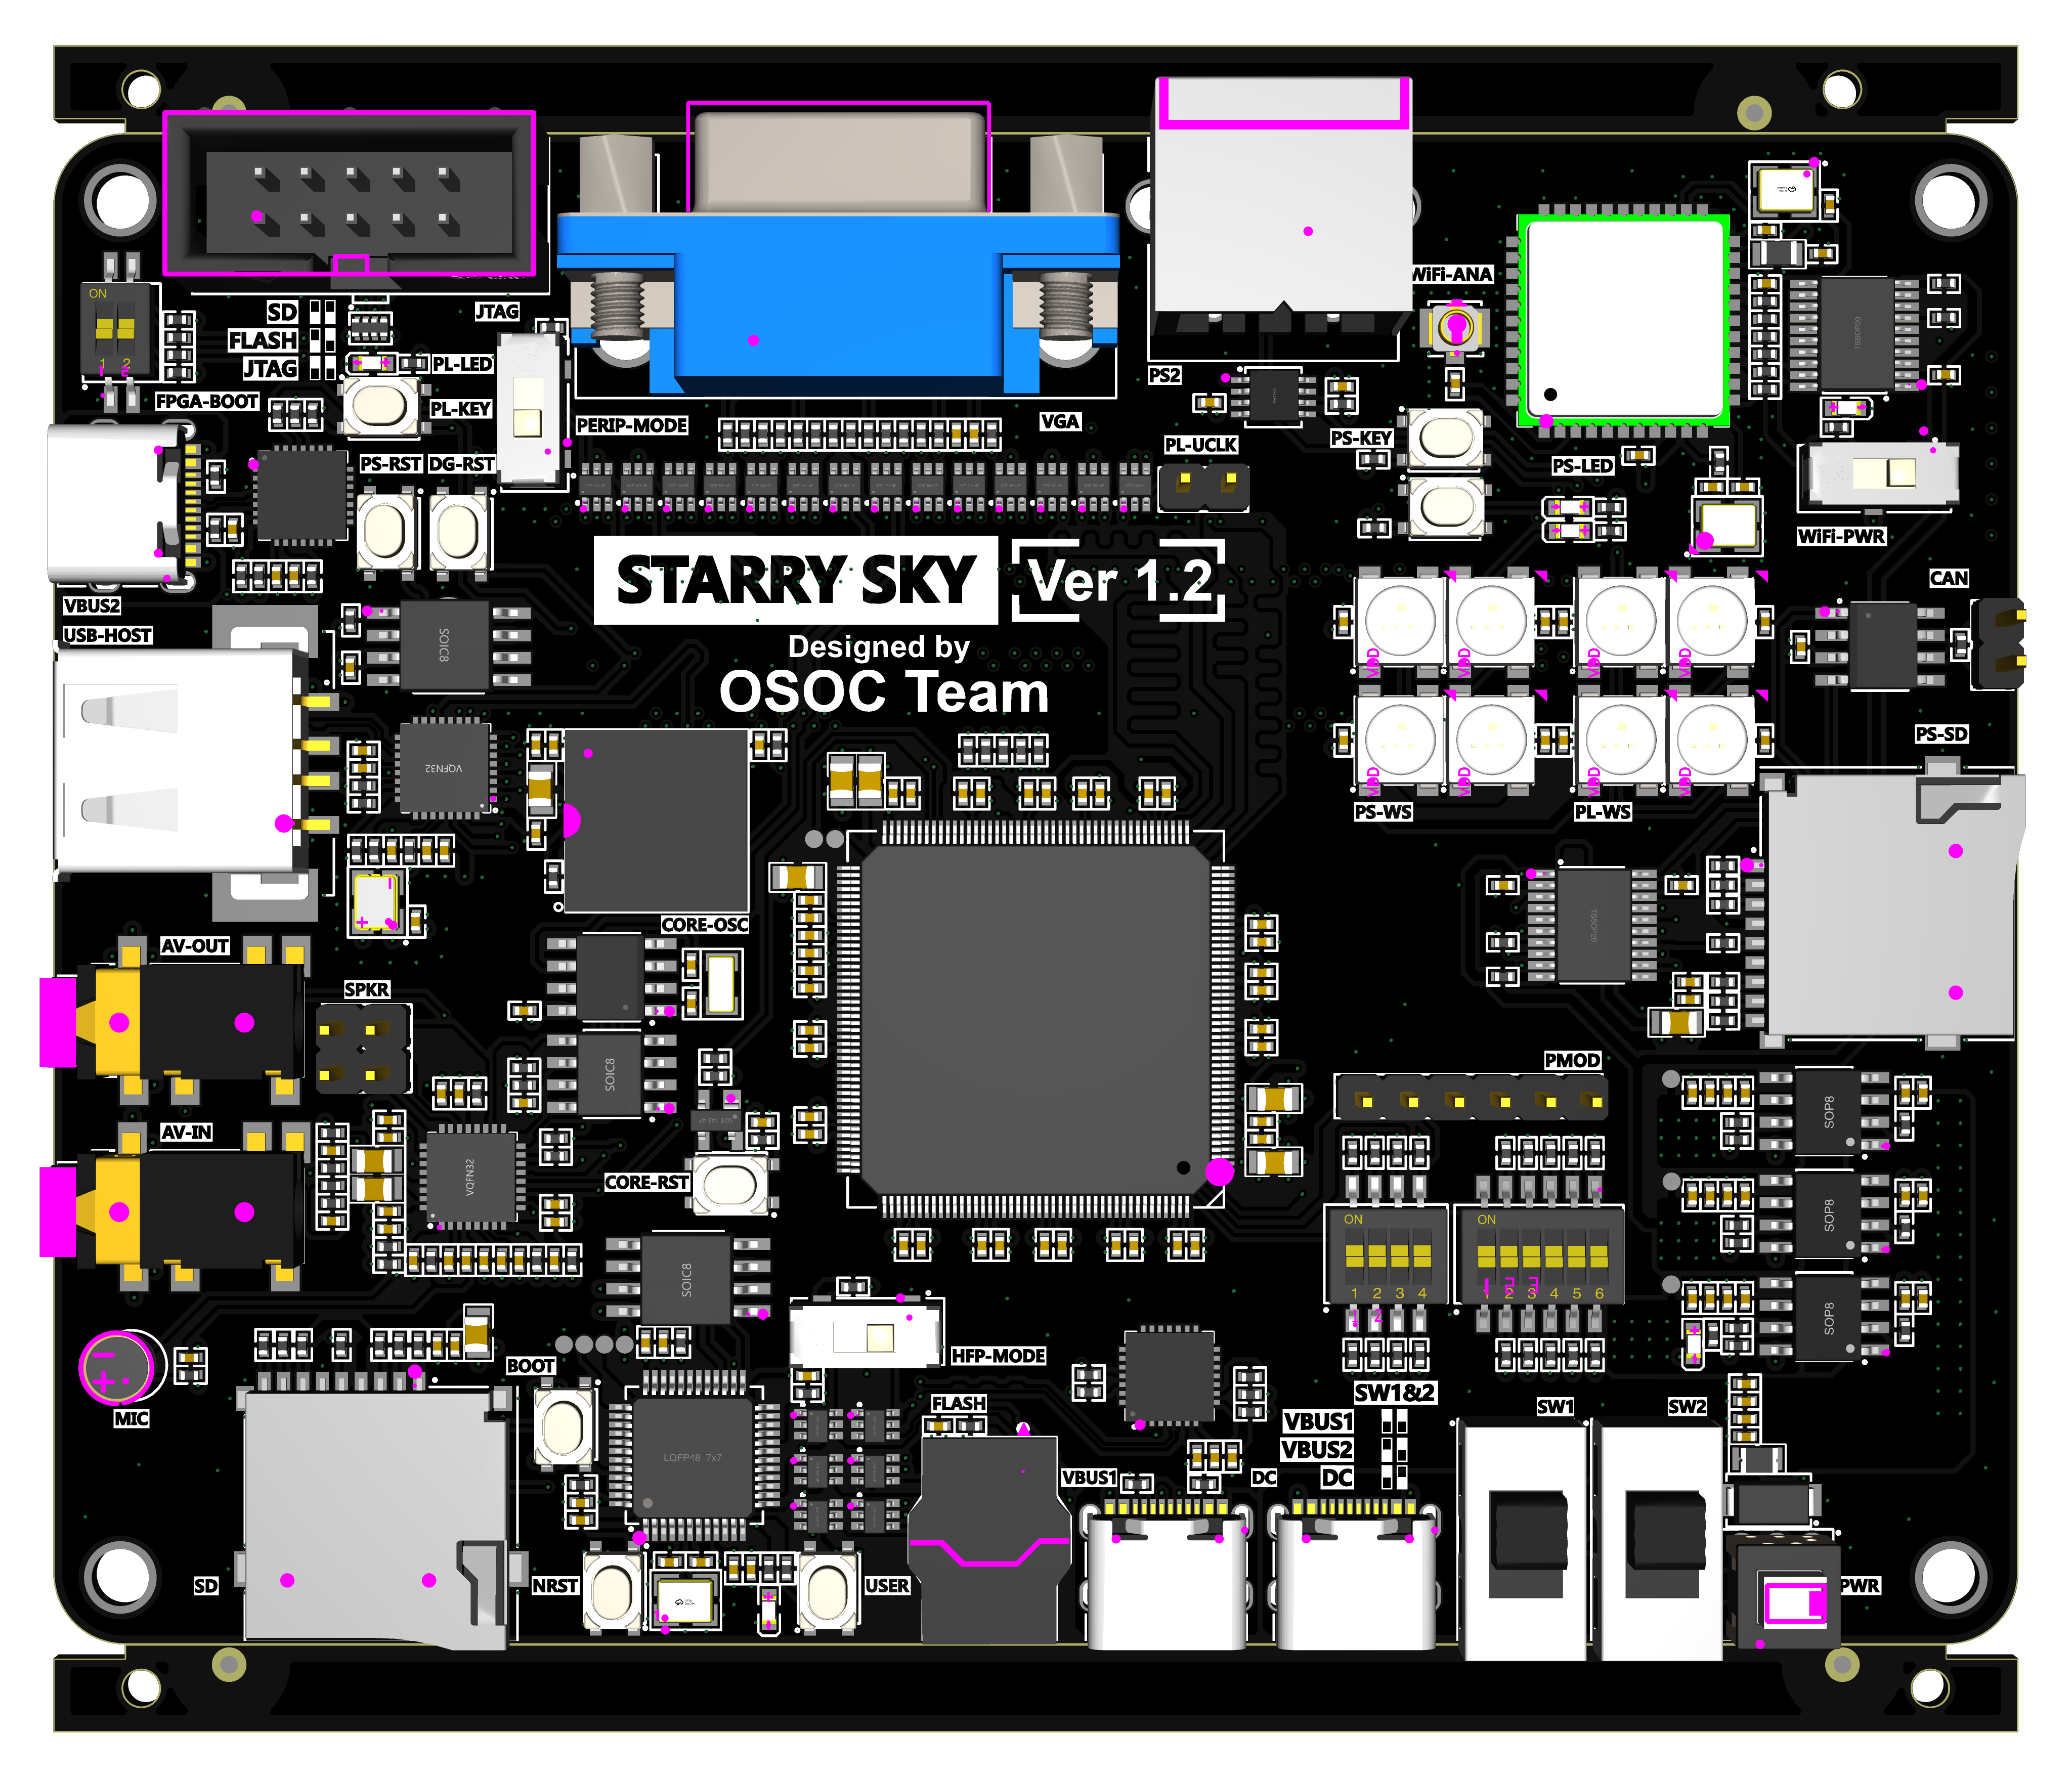 SD
FLASH
JTAG
JTAG
ON
1 2
PL-LED
PL-KEY
FPGA-BOOT
PERIP-MODE
VGA
PS2
WiFi-ANA
PS-RST
DG-RST
PL-UCLK
PS-KEY
PS-LED
WiFi-PWR
CAN
VBUS2
USB-HOST
STARRY SKY
Ver 1.2
Designed by
OSOC Team
SOIC8
VQFN32
VDD
VDD
VDD
VDD
VDD
VDD
VDD
VDD
PS-WS
PL-WS
PS-SD
CORE-OSC
AV-OUT
SPKR
SOIC8
AV-IN
VQFN32
CORE-RST
SOIC8
PMOD
SOP8
SOP8
SOP8
ON
1 2 3 4
ON
1 2 3 4 5 6
HFP-MODE
MIC
BOOT
LQFP48 7x7
FLASH
SW1&2
VBUS1
VBUS2
DC
VBUS1
DC
SW1
SW2
SD
NRST
USER
PWR